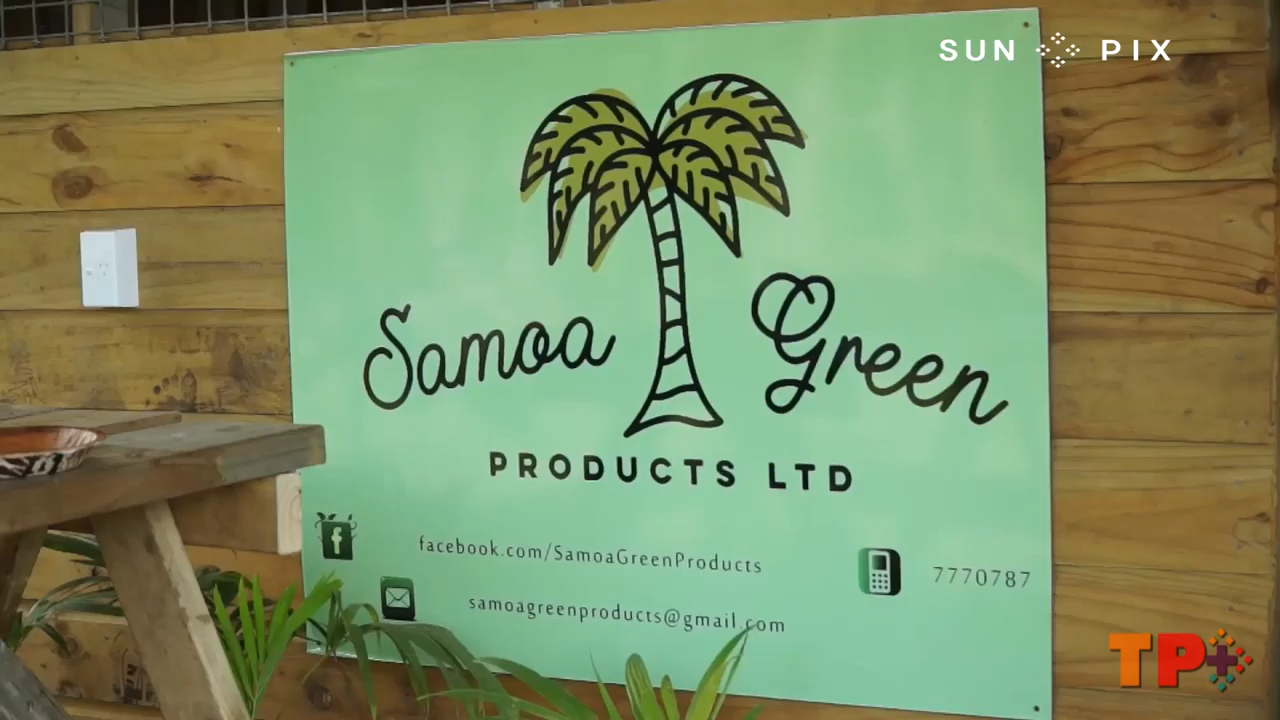 SUN PIX
Samoa Green
PRODUCTS LTD
f
facebook.com/SamoaGreenProducts
7770787
samoagreenproducts@gmail.com
TP+